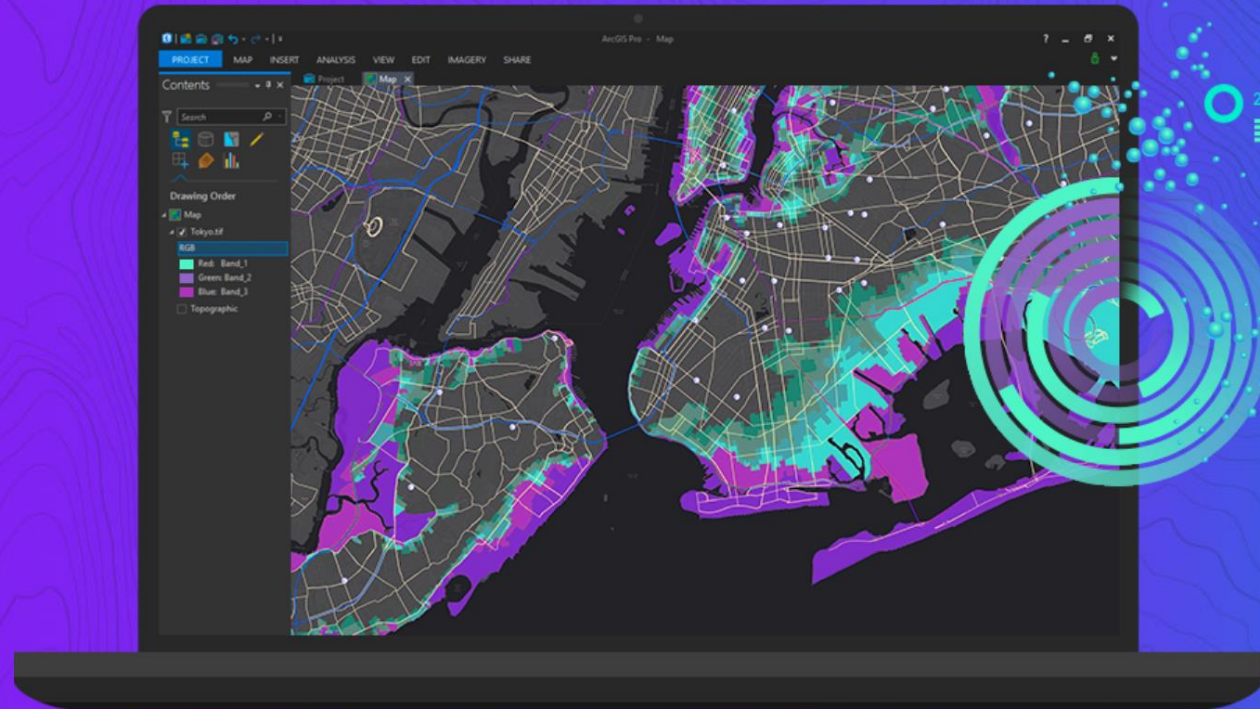 ArcGIS Pro - Map
?
PROJECT MAP INSERT ANALYSIS VIEW EDIT IMAGERY SHARE
Contents
Project Map
Search
Drawing Order
Map
Tokyo.tif
RGB
Red: Band_1
Green: Band_2
Blue: Band_3
Topographic